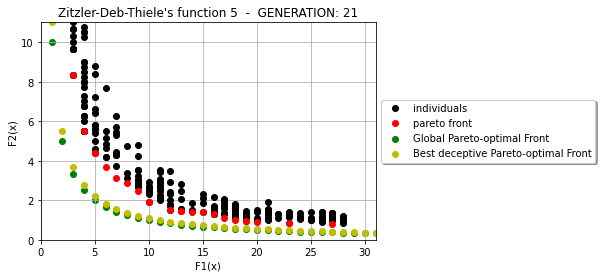 Zitzler-Deb-Thiele's function 5 - GENERATION: 21
F2(x)
10
8
6
4
2
0
0 5 10 15 20 25 30
F1(x)
individuals
pareto front
Global Pareto-optimal Front
Best deceptive Pareto-optimal Front